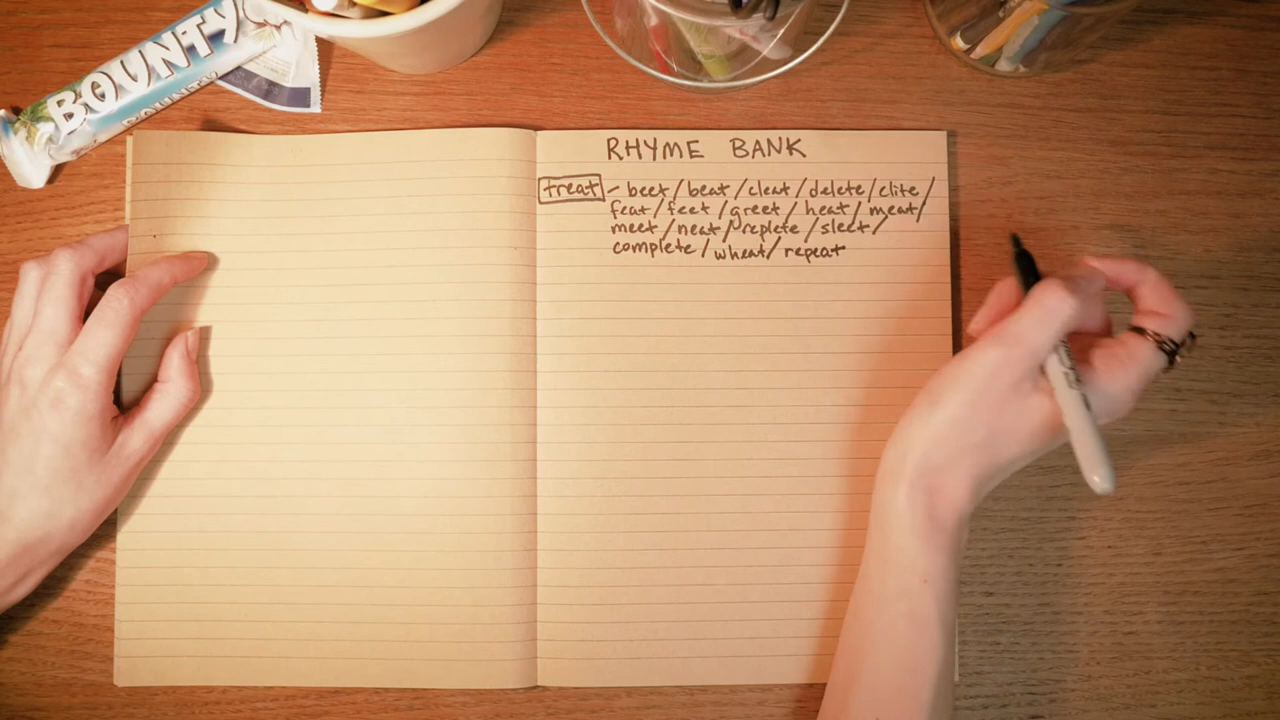 BOUNTY
BOUNTY
RHYME BANK
treat - beet / beat / cleat / delete / elite /
feat / feet / greet / heat / meat /
meet / neat / replete / sleet /
complete / wheat / repeat